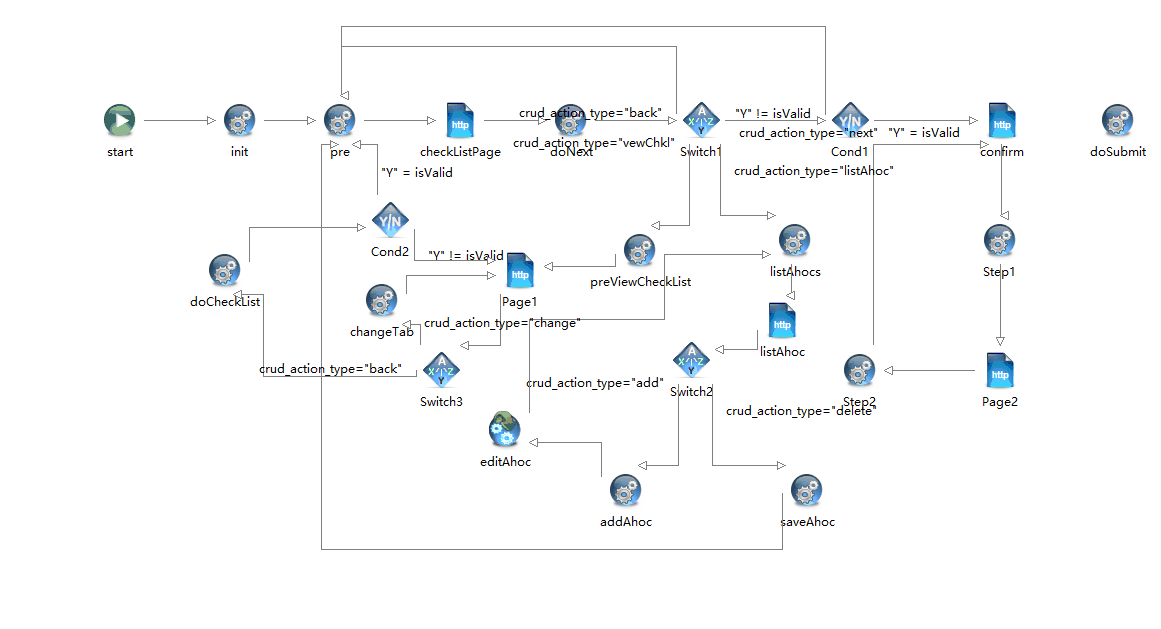 crud_action_type="back"
"Y" != isValid
A
X Z
Y
http
Y/N
http
crud_action_type="next"
"Y" = isValid
start
init
pre
checkListPage
crud_action_type="vewChkl"
doNext
Switch1
Cond1
confirm
doSubmit
"Y" = isValid
crud_action_type="listAhoc"
Y/N
Cond2
"Y" != isValid
http
preViewCheckList
listAhocs
Step1
doCheckList
Page1
changeTab
crud_action_type="change"
http
listAhoc
crud_action_type="back"
A
X Z
Y
Switch3
A
X Z
Y
crud_action_type="add"
Switch2
http
Step2
Page2
crud_action_type="delete"
editAhoc
addAhoc
saveAhoc